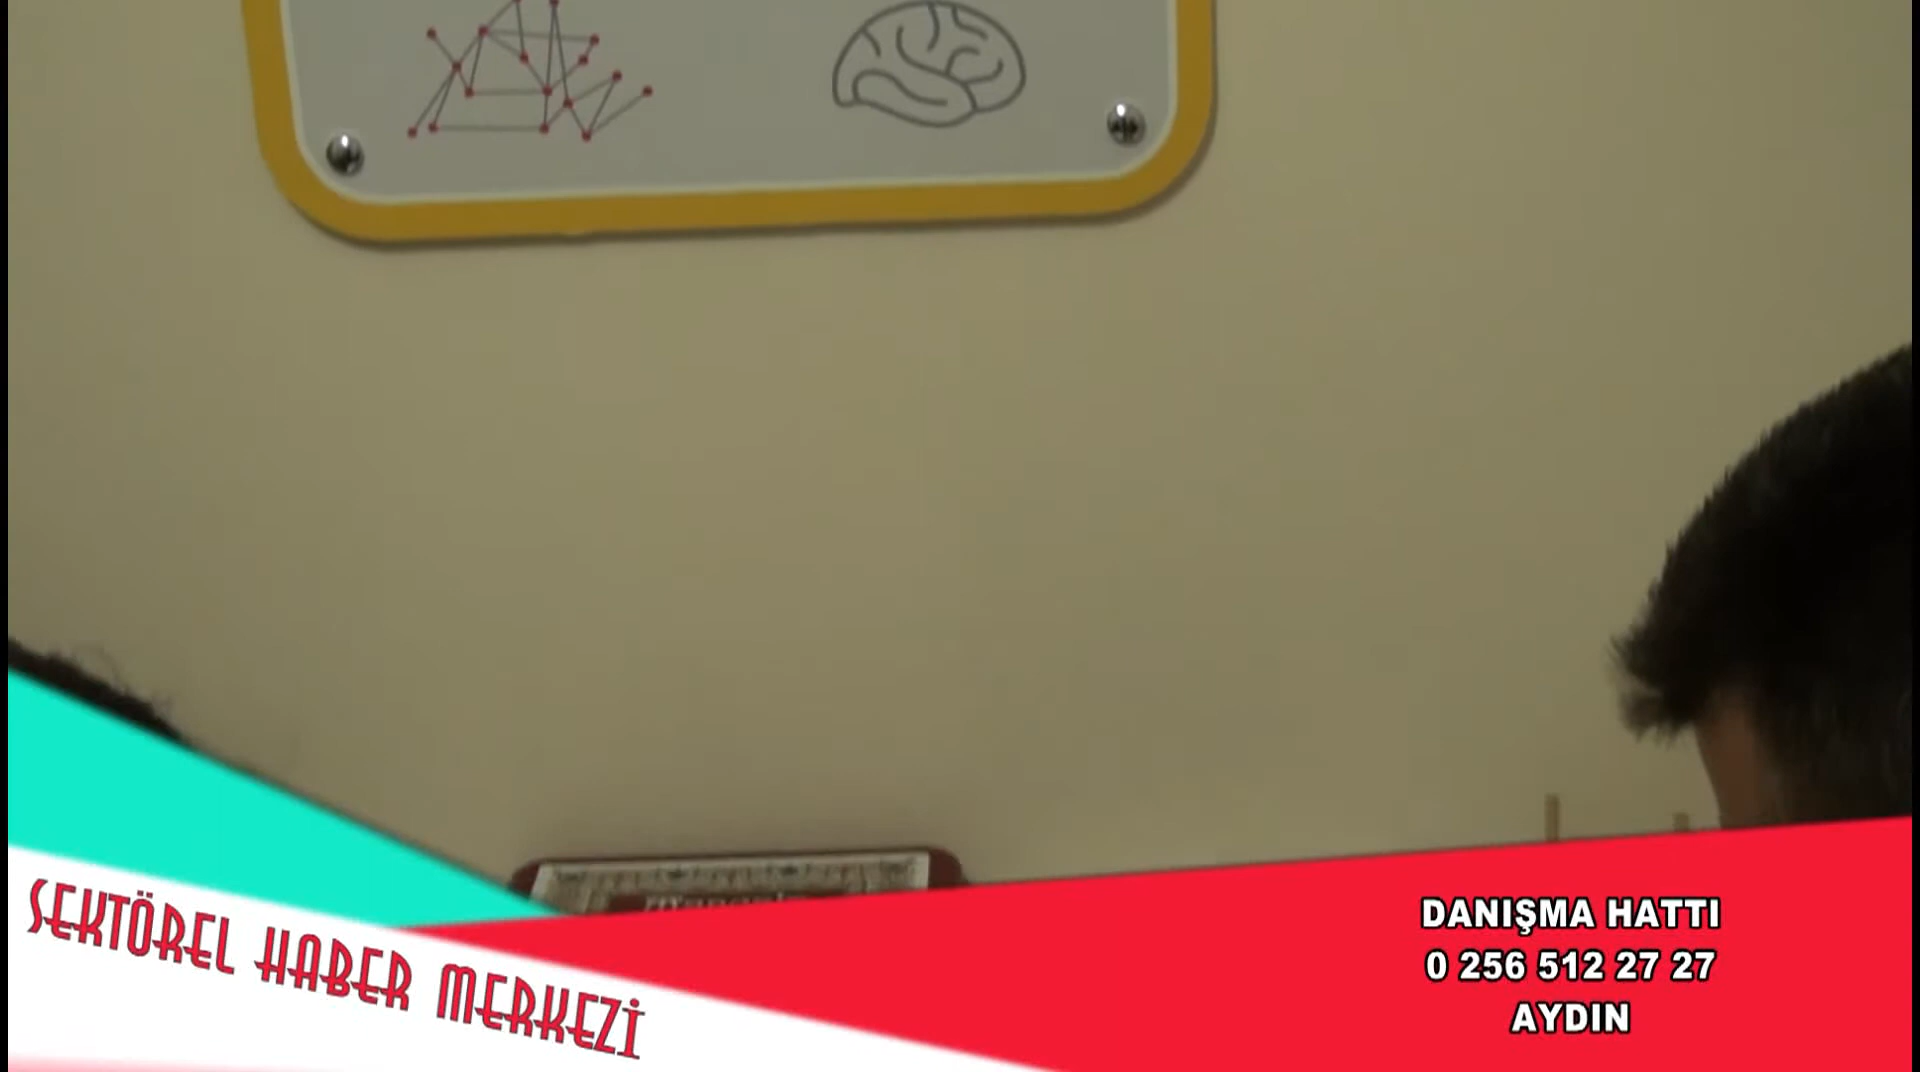 SEKTÖREL HABER MERKEZİ
DANIŞMA HATTI
0 256 512 27 27
AYDIN